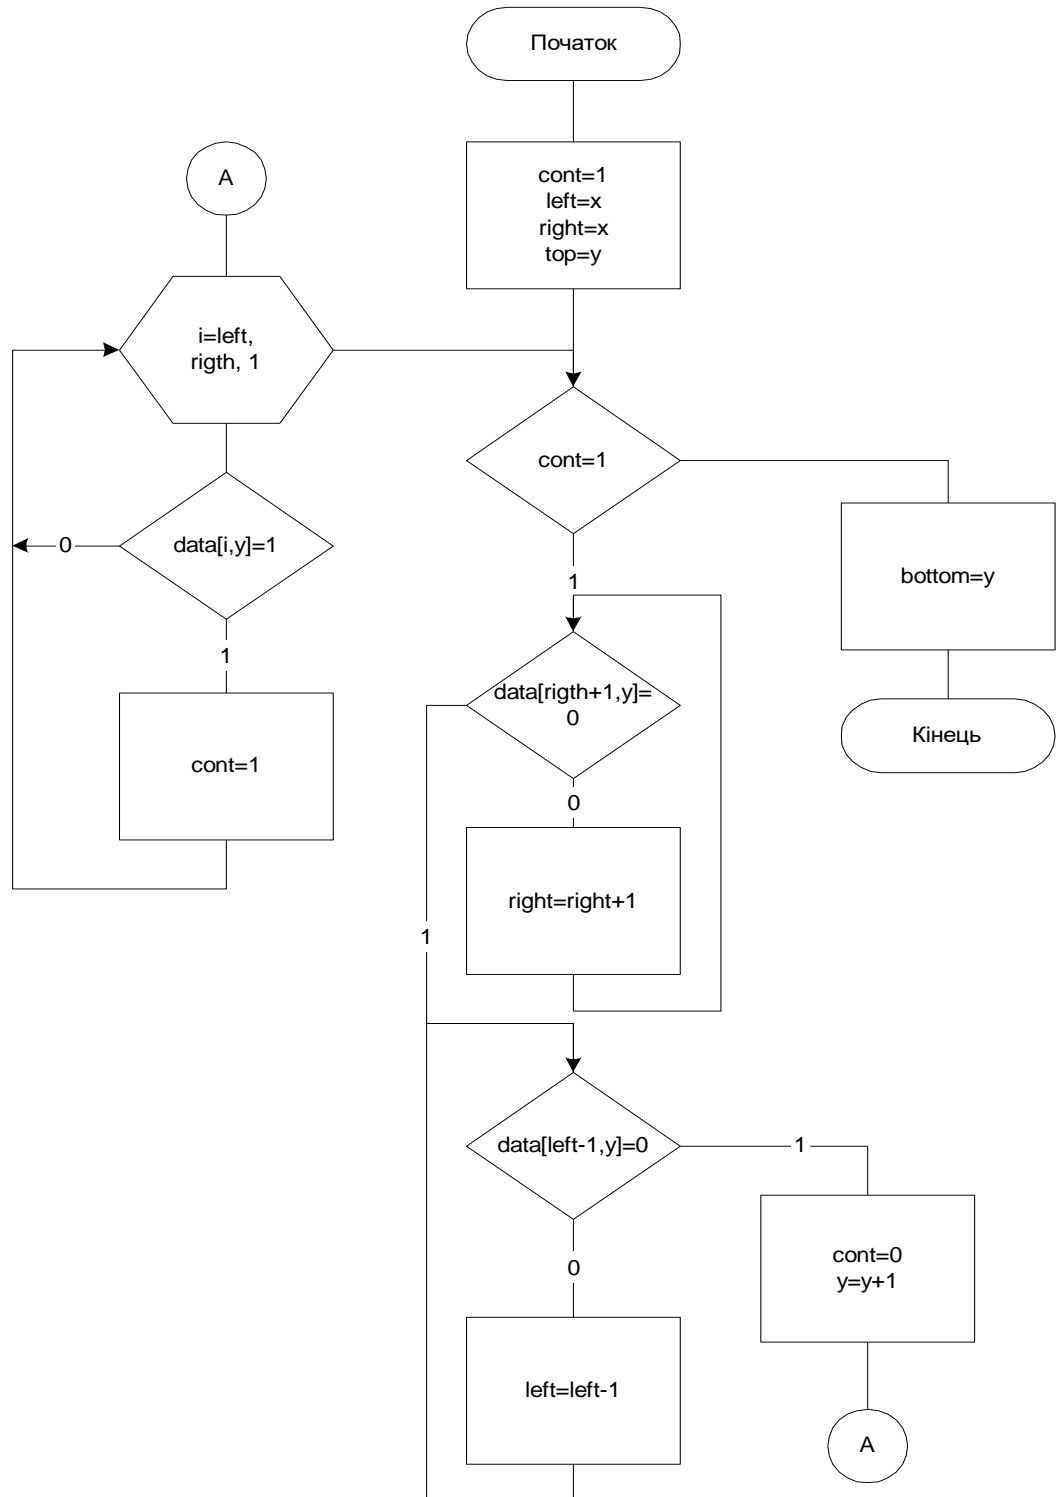 Початок
cont=1
left=x
right=x
top=y
A
i=left,
rigth, 1
cont=1
data[i,y]=1
0
1
bottom=y
1
cont=1
data[rigth+1,y]=
0
Кінець
0
right=right+1
1
data[left-1,y]=0
1
0
cont=0
y=y+1
left=left-1
A